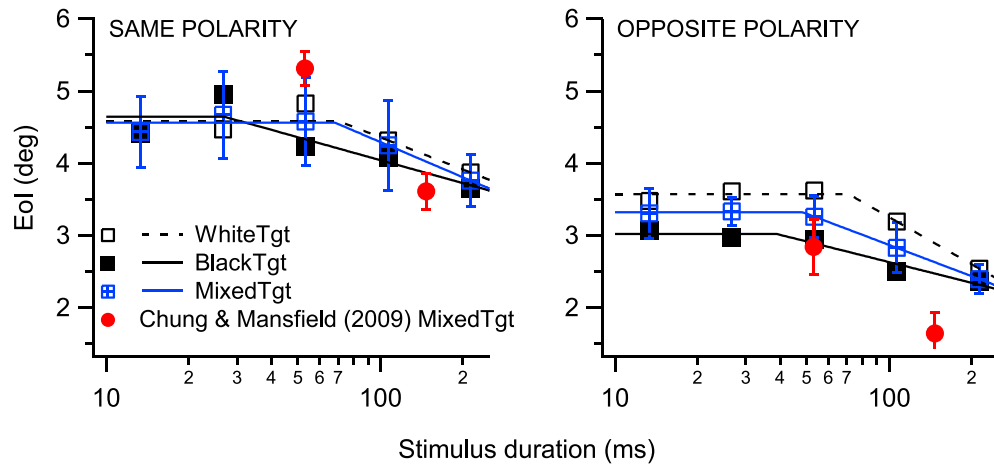 SAME POLARITY
OPPOSITE POLARITY
EoI (deg)
6
5
4
3
2
6
5
4
3
2
WhiteTgt
BlackTgt
MixedTgt
Chung & Mansfield (2009) MixedTgt
10 2 3 4 5 6 7 100 2
10 2 3 4 5 6 7 100 2
Stimulus duration (ms)